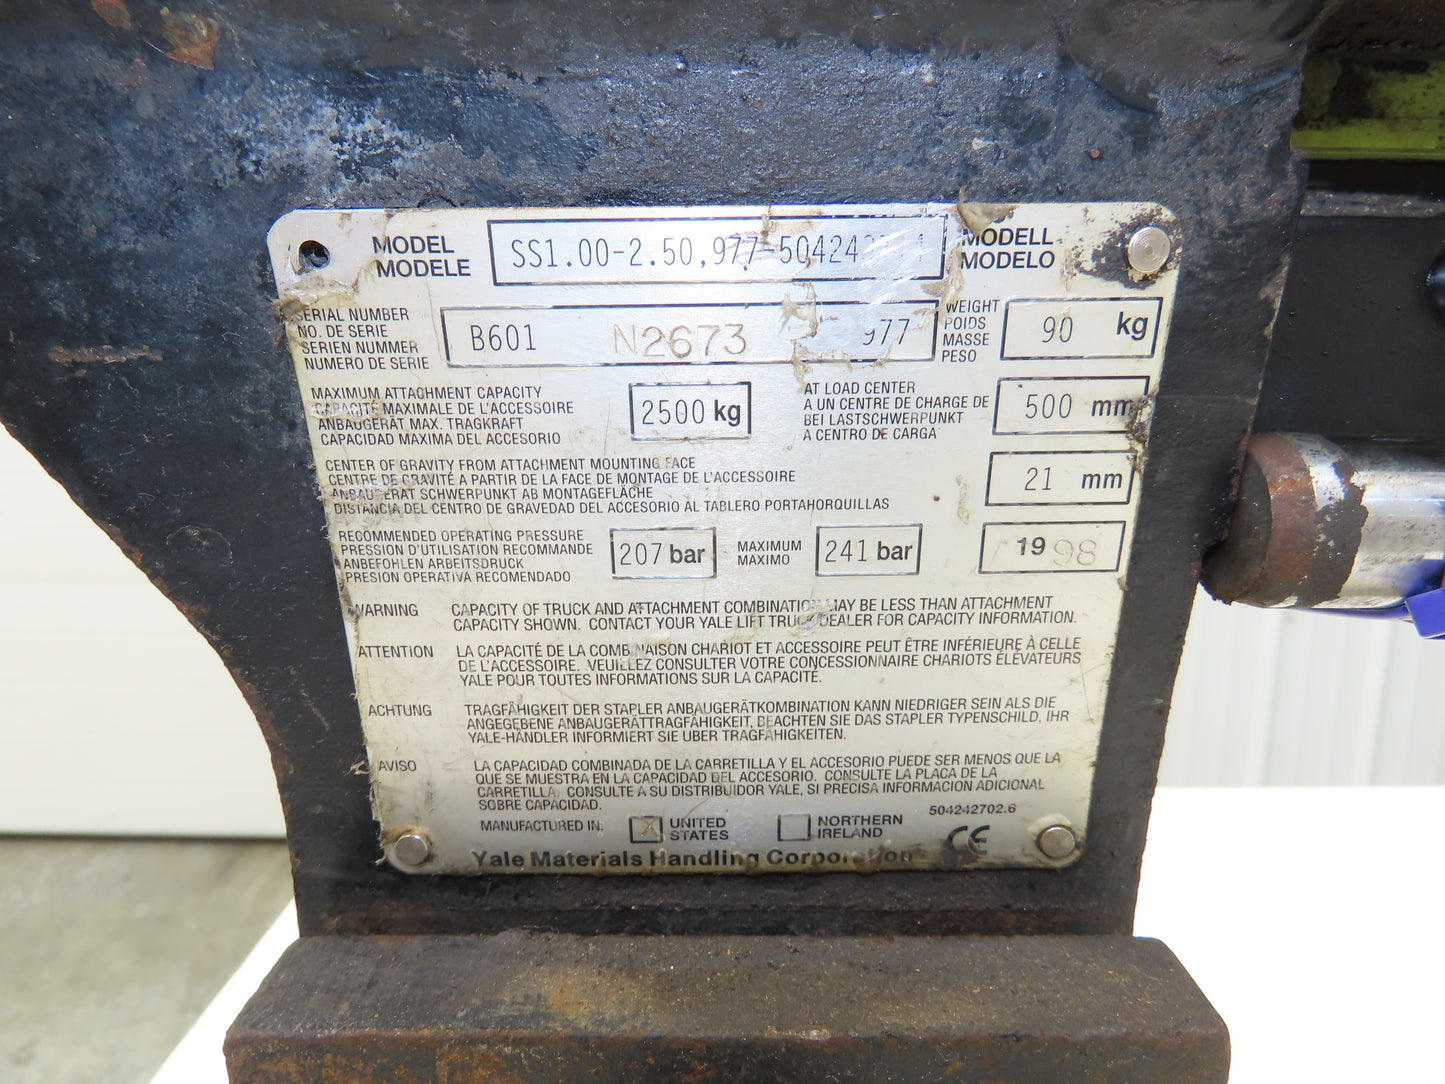 MODEL
MODELE
SS1.00-2.50,977-50424
MODELL
MODELO
SERIAL NUMBER
NO. DE SERIE
SERIEN NUMMER
NUMERO DE SERIE
B601 N2673 977
WEIGHT
POIDS
MASSE
PESO
90 kg
MAXIMUM ATTACHMENT CAPACITY
CAPACITÉ MAXIMALE DE L'ACCESSOIRE
ANBAUGERÄT MAX. TRAGKRAFT
CAPACIDAD MAXIMA DEL ACCESORIO
2500 kg
AT LOAD CENTER
A UN CENTRE DE CHARGE DE
BEI LASTSCHWERPUNKT
A CENTRO DE CARGA
500 mm
CENTER OF GRAVITY FROM ATTACHMENT MOUNTING FACE
CENTRE DE GRAVITÉ A PARTIR DE LA FACE DE MONTAGE DE L'ACCESSOIRE
ANBAUGERÄT SCHWERPUNKT AB MONTAGEFLÄCHE
DISTANCIA DEL CENTRO DE GRAVEDAD DEL ACCESORIO AL TABLERO PORTAHORQUILLAS
21 mm
RECOMMENDED OPERATING PRESSURE
PRESSION D'UTILISATION RECOMMANDE
ANBEFOHLEN ARBEITSDRUCK
PRESION OPERATIVA RECOMENDADO
207 bar
MAXIMUM
MAXIMO
241 bar
1998
WARNING CAPACITY OF TRUCK AND ATTACHMENT COMBINATION MAY BE LESS THAN ATTACHMENT
CAPACITY SHOWN. CONTACT YOUR YALE LIFT TRUCK DEALER FOR CAPACITY INFORMATION.
ATTENTION LA CAPACITÉ DE LA COMBINAISON CHARIOT ET ACCESSOIRE PEUT ÊTRE INFÉRIEURE À CELLE
DE L'ACCESSOIRE. VEUILLEZ CONSULTER VOTRE CONCESSIONNAIRE CHARIOTS ÉLÉVATEURS
YALE POUR TOUTES INFORMATIONS SUR LA CAPACITÉ.
ACHTUNG TRAGFÄHIGKEIT DER STAPLER ANBAUGERÄTKOMBINATION KANN NIEDRIGER SEIN ALS DIE
ANGEGEBENE ANBAUGERÄTTRAGFÄHIGKEIT, BEACHTEN SIE DAS STAPLER TYPENSCHILD, IHR
YALE-HÄNDLER INFORMIERT SIE ÜBER TRAGFÄHIGKEITEN.
AVISO LA CAPACIDAD COMBINADA DE LA CARRETILLA Y EL ACCESORIO PUEDE SER MENOS QUE LA
QUE SE MUESTRA EN LA CAPACIDAD DEL ACCESORIO. CONSULTE LA PLACA DE LA
CARRETILLA. CONSULTE A SU DISTRIBUIDOR YALE, SI PRECISA INFORMACION ADICIONAL
SOBRE CAPACIDAD.
504242702.6
MANUFACTURED IN: X UNITED
STATES
NORTHERN
IRELAND
CE
Yale Materials Handling Corporation